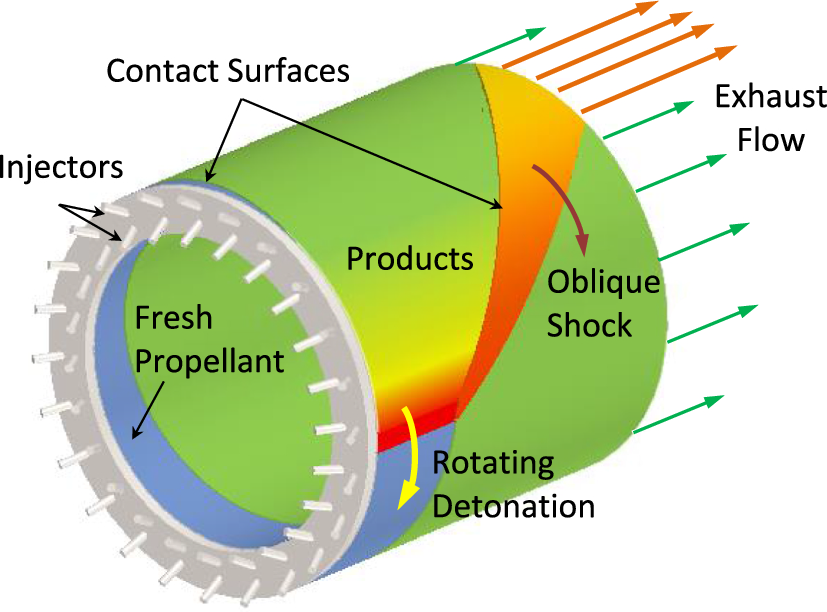 Contact Surfaces
Exhaust
Flow
Injectors
Products
Oblique
Shock
Fresh
Propellant
Rotating
Detonation